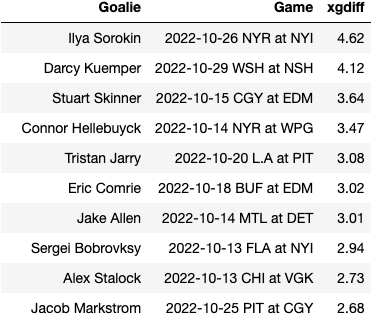 Goalie Game xgdiff
Ilya Sorokin 2022-10-26 NYR at NYI 4.62
Darcy Kuemper 2022-10-29 WSH at NSH 4.12
Stuart Skinner 2022-10-15 CGY at EDM 3.64
Connor Hellebuyck 2022-10-14 NYR at WPG 3.47
Tristan Jarry 2022-10-20 L.A at PIT 3.08
Eric Comrie 2022-10-18 BUF at EDM 3.02
Jake Allen 2022-10-14 MTL at DET 3.01
Sergei Bobrovksy 2022-10-13 FLA at NYI 2.94
Alex Stalock 2022-10-13 CHI at VGK 2.73
Jacob Markstrom 2022-10-25 PIT at CGY 2.68